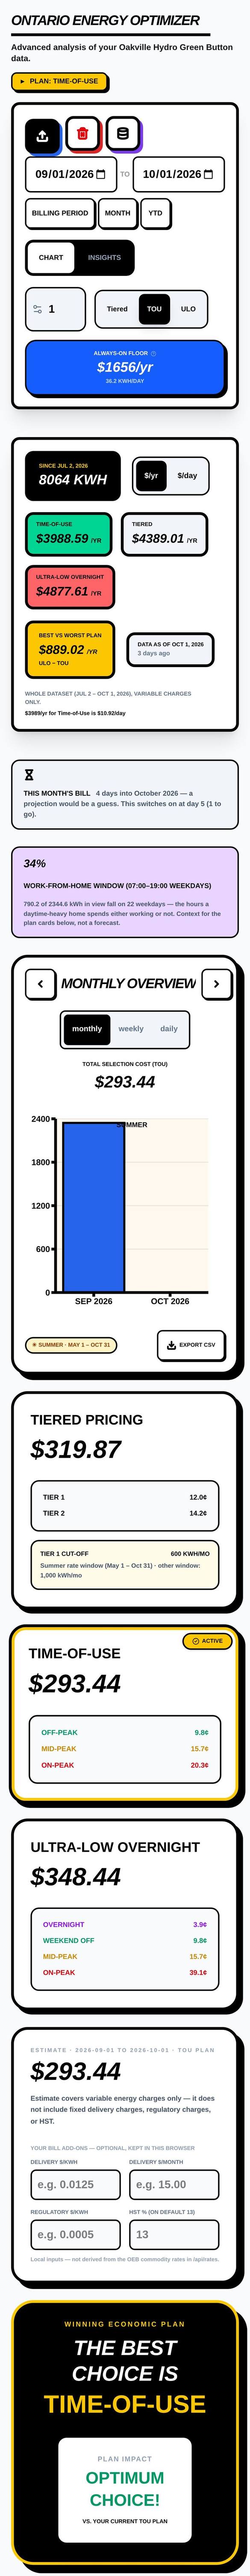 ONTARIO ENERGY OPTIMIZER
Advanced analysis of your Oakville Hydro Green Button
data.
PLAN: TIME-OF-USE
09/01/2026 TO 10/01/2026
BILLING PERIOD MONTH YTD
CHART INSIGHTS
1 Tiered TOU ULO
ALWAYS-ON FLOOR
$1656/yr
36.2 KWH/DAY
SINCE JUL 2, 2026
8064 KWH
$/yr $/day
TIME-OF-USE
$3988.59 /YR
TIERED
$4389.01 /YR
ULTRA-LOW OVERNIGHT
$4877.61 /YR
BEST VS WORST PLAN
$889.02 /YR
ULO – TOU
DATA AS OF OCT 1, 2026
3 days ago
WHOLE DATASET (JUL 2 – OCT 1, 2026), VARIABLE CHARGES
ONLY.
$3989/yr for Time-of-Use is $10.92/day
THIS MONTH'S BILL 4 days into October 2026 — a
projection would be a guess. This switches on at day 5 (1 to
go).
34%
WORK-FROM-HOME WINDOW (07:00–19:00 WEEKDAYS)
790.2 of 2344.6 kWh in view fall on 22 weekdays — the hours a
daytime-heavy home spends either working or not. Context for the
plan cards below, not a forecast.
MONTHLY OVERVIEW
monthly weekly daily
TOTAL SELECTION COST (TOU)
$293.44
2400
SUMMER
1800
1200
600
0
SEP 2026 OCT 2026
SUMMER · MAY 1 – OCT 31
EXPORT CSV
TIERED PRICING
$319.87
TIER 1 12.0¢
TIER 2 14.2¢
TIER 1 CUT-OFF 600 KWH/MO
Summer rate window (May 1 – Oct 31) · other window:
1,000 kWh/mo
ACTIVE
TIME-OF-USE
$293.44
OFF-PEAK 9.8¢
MID-PEAK 15.7¢
ON-PEAK 20.3¢
ULTRA-LOW OVERNIGHT
$348.44
OVERNIGHT 3.9¢
WEEKEND OFF 9.8¢
MID-PEAK 15.7¢
ON-PEAK 39.1¢
ESTIMATE · 2026-09-01 TO 2026-10-01 · TOU PLAN
$293.44
Estimate covers variable energy charges only — it does
not include fixed delivery charges, regulatory charges,
or HST.
YOUR BILL ADD-ONS — OPTIONAL, KEPT IN THIS BROWSER
DELIVERY $/KWH DELIVERY $/MONTH
e.g. 0.0125 e.g. 15.00
REGULATORY $/KWH HST % (ON DEFAULT 13)
e.g. 0.0005 13
Local inputs — not derived from the OEB commodity rates in /api/rates.
WINNING ECONOMIC PLAN
THE BEST
CHOICE IS
TIME-OF-USE
PLAN IMPACT
OPTIMUM
CHOICE!
VS. YOUR CURRENT TOU PLAN